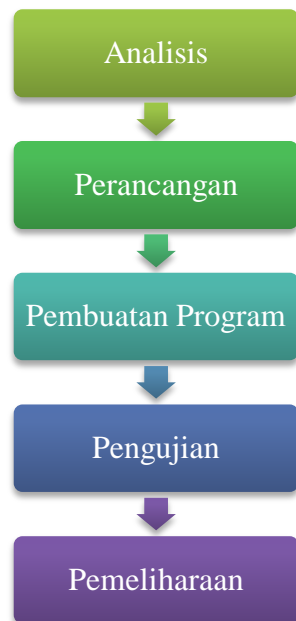 Analisis
Perancangan
Pembuatan Program
Pengujian
Pemeliharaan